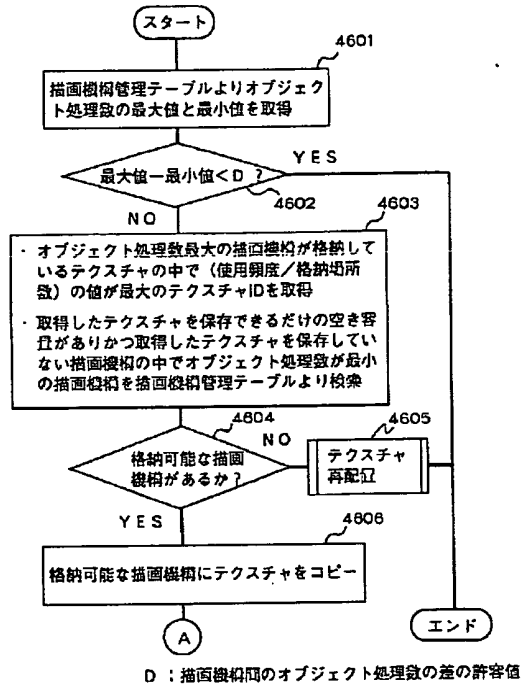 スタート
4601
描画機構管理テーブルよりオブジェク
ト処理数の最大値と最小値を取得
YES
最大値ー最小値<D ?
4602
NO
4603
・ オブジェクト処理数最大の描画機構が格納して
いるテクスチャの中で(使用頻度/格納場所
数)の値が最大のテクスチャIDを取得
・ 取得したテクスチャを保存できるだけの空き容
量がありかつ取得したテクスチャを保存してい
ない描画機構の中でオブジェクト処理数が最小
の描画機構を描画機構管理テーブルより検索
4604
NO
4605
格納可能な描画
機構があるか?
テクスチャ
再配置
YES
4606
格納可能な描画機構にテクスチャをコピー
A
エンド
D :描画機構間のオブジェクト処理数の差の許容値